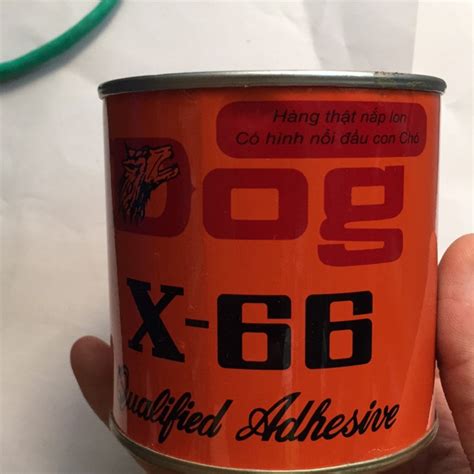 Hàng thật nắp lon
Có hình nổi đầu con Chó
Dog
X-66
Qualified Adhesive